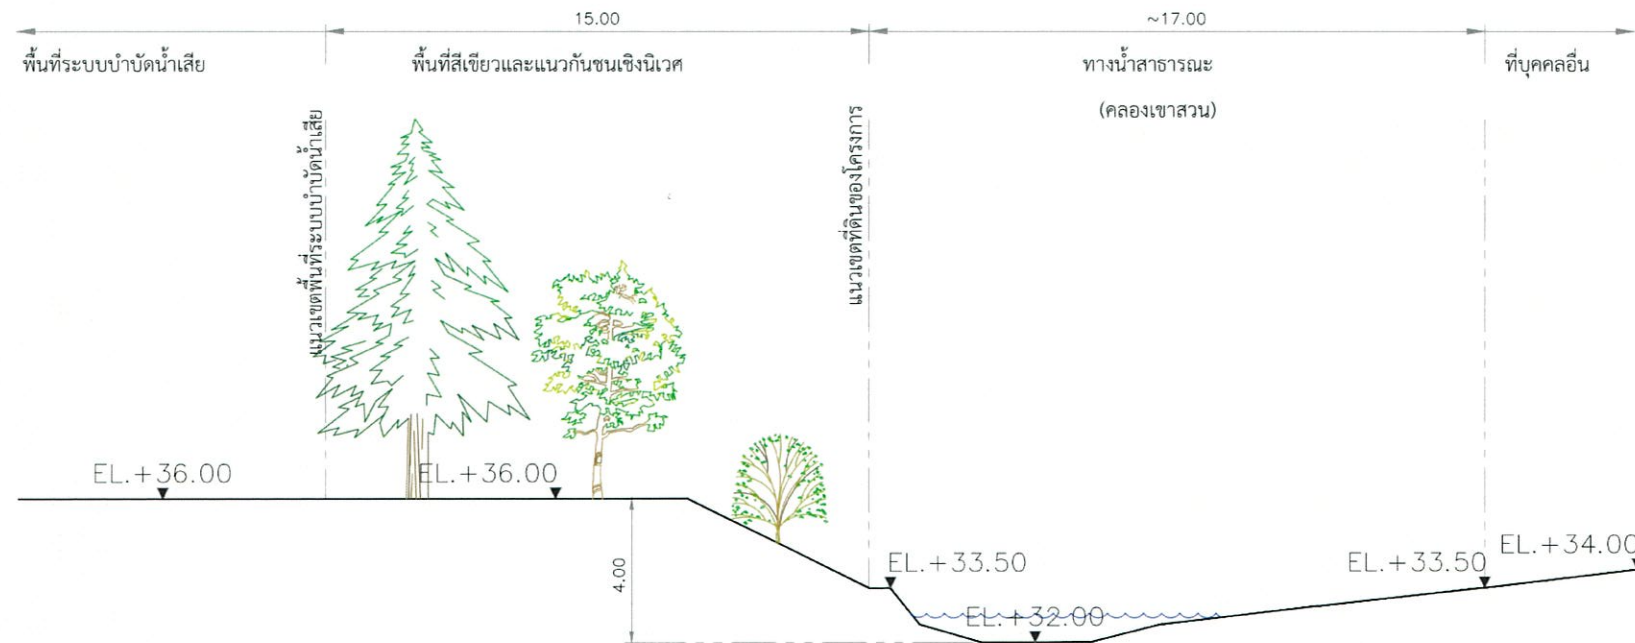 15.00
~17.00
พื้นที่ระบบบำบัดน้ำเสีย
พื้นที่สีเขียวและแนวกันชนเชิงนิเวศ
ทางน้ำสาธารณะ
ที่บุคคลอื่น
(คลองเขาสวน)
แนวเขตพื้นที่ระบบบำบัดน้ำเสีย
แนวเขตที่ดินของโครงการ
EL.+36.00
EL.+36.00
4.00
EL.+33.50
EL.+33.50
EL.+34.00
EL.+32.00